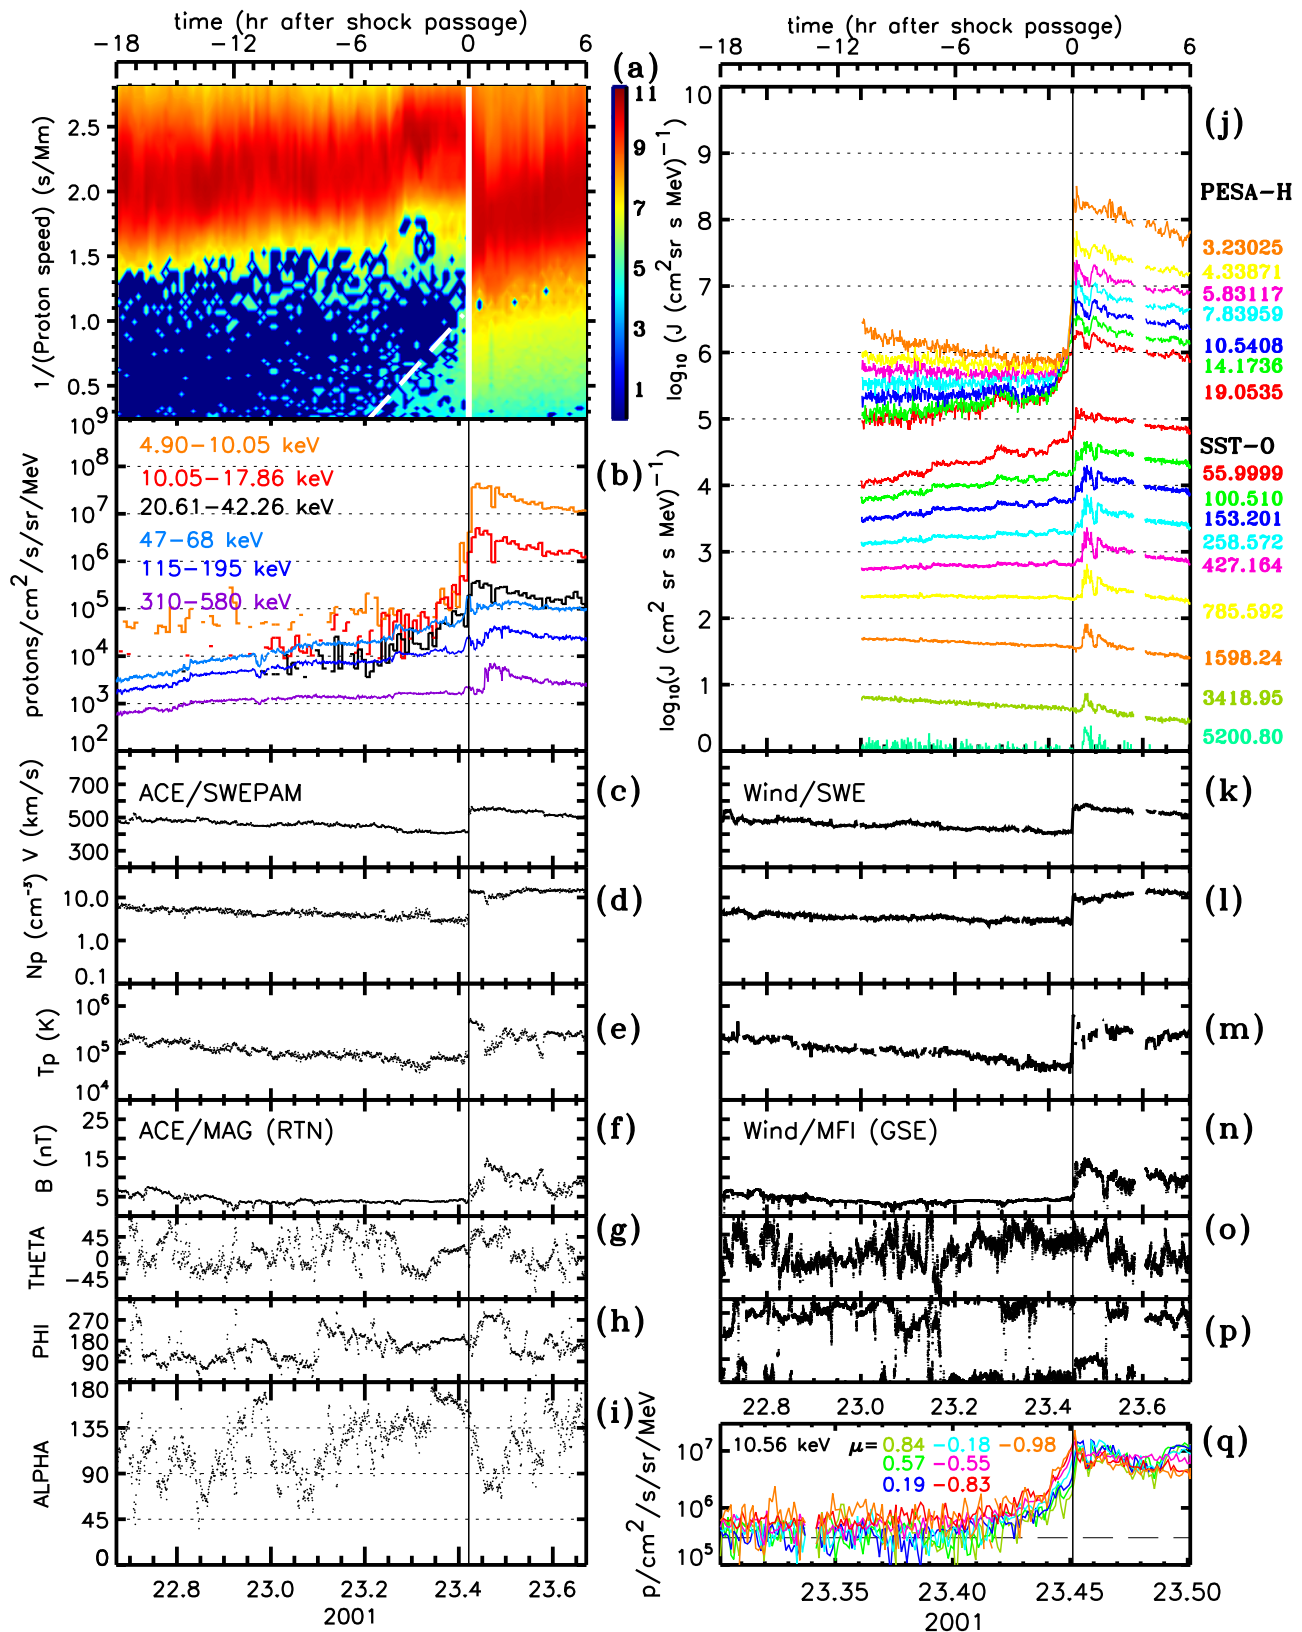 time (hr after shock passage)
−18 −12 −6 0 6
(a)
1/(Proton speed) (s/Mm)
2.5
2.0
1.5
1.0
0.5
11
9
7
5
3
1
protons/cm²/s/sr/MeV
9
10⁹
10⁸
10⁷
10⁶
10⁵
10⁴
10³
10²
4.90−10.05 keV
10.05−17.86 keV
20.61−42.26 keV
47−68 keV
115−195 keV
310−580 keV
(b)
V (km/s)
700
500
300
ACE/SWEPAM
(c)
Np (cm⁻³)
10.0
1.0
0.1
(d)
Tp (K)
10⁶
10⁵
10⁴
(e)
B (nT)
25
15
5
ACE/MAG (RTN)
(f)
THETA
45
0
−45
(g)
PHI
270
180
90
(h)
ALPHA
180
135
90
45
0
(i)
22.8 23.0 23.2 23.4 23.6
2001
time (hr after shock passage)
−18 −12 −6 0 6
(j)
log₁₀ (J (cm²sr s MeV)⁻¹)
log₁₀(J (cm² sr s MeV)⁻¹
10
9
8
7
6
5
4
3
2
1
0
PESA−H
3.23025
4.33871
5.83117
7.83959
10.5408
14.1736
19.0535
SST−O
55.9999
100.510
153.201
258.572
427.164
785.592
1598.24
3418.95
5200.80
Wind/SWE
(k)
(l)
(m)
Wind/MFI (GSE)
(n)
(o)
(p)
22.8 23.0 23.2 23.4 23.6
p/cm²/s/sr/MeV
10⁷
10⁶
10⁵
10.56 keV μ= 0.84 −0.18 −0.98
0.57 −0.55
0.19 −0.83
(q)
23.35 23.40 23.45 23.50
2001